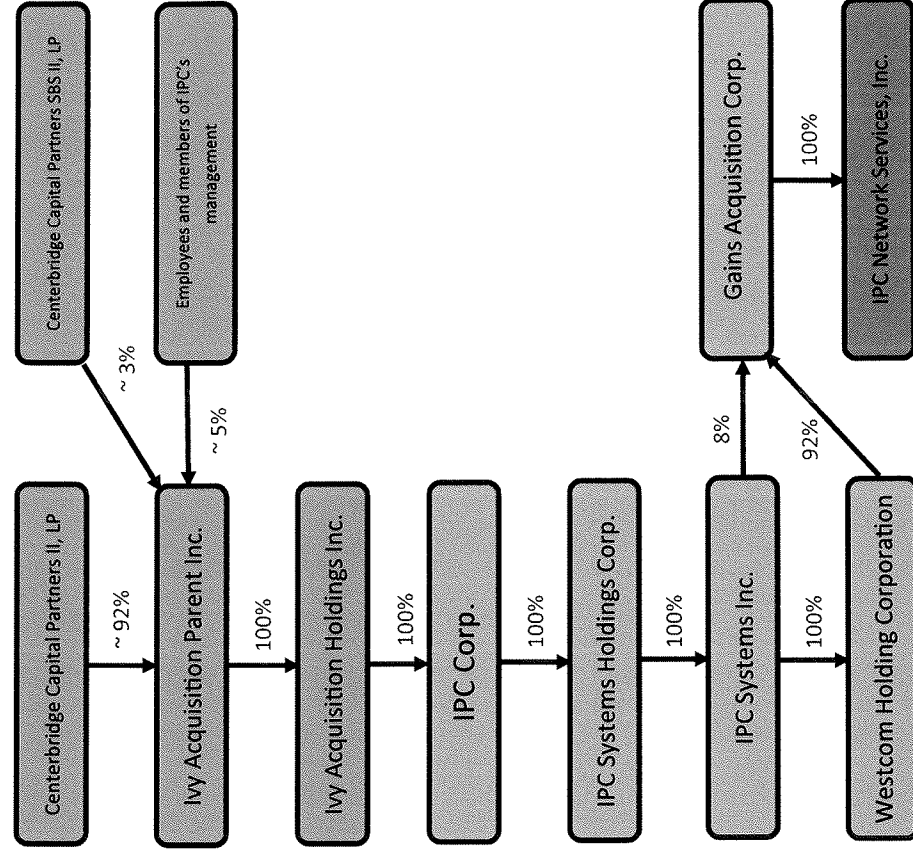 Centerbridge Capital Partners II, LP
Centerbridge Capital Partners SBS II, LP
~ 92%
~ 3%
Ivy Acquisition Parent Inc.
~ 5%
Employees and members of IPC's
management
100%
Ivy Acquisition Holdings Inc.
100%
IPC Corp.
100%
IPC Systems Holdings Corp.
100%
IPC Systems Inc.
8%
Gains Acquisition Corp.
100%
92%
100%
Westcom Holding Corporation
IPC Network Services, Inc.